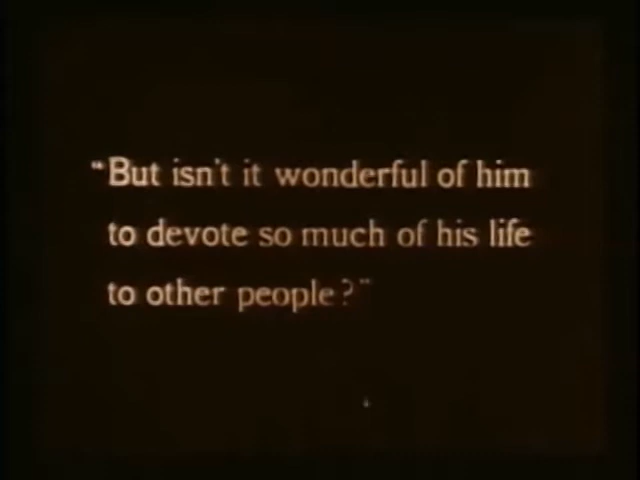 "But isn't it wonderful of him
to devote so much of his life
to other people?"